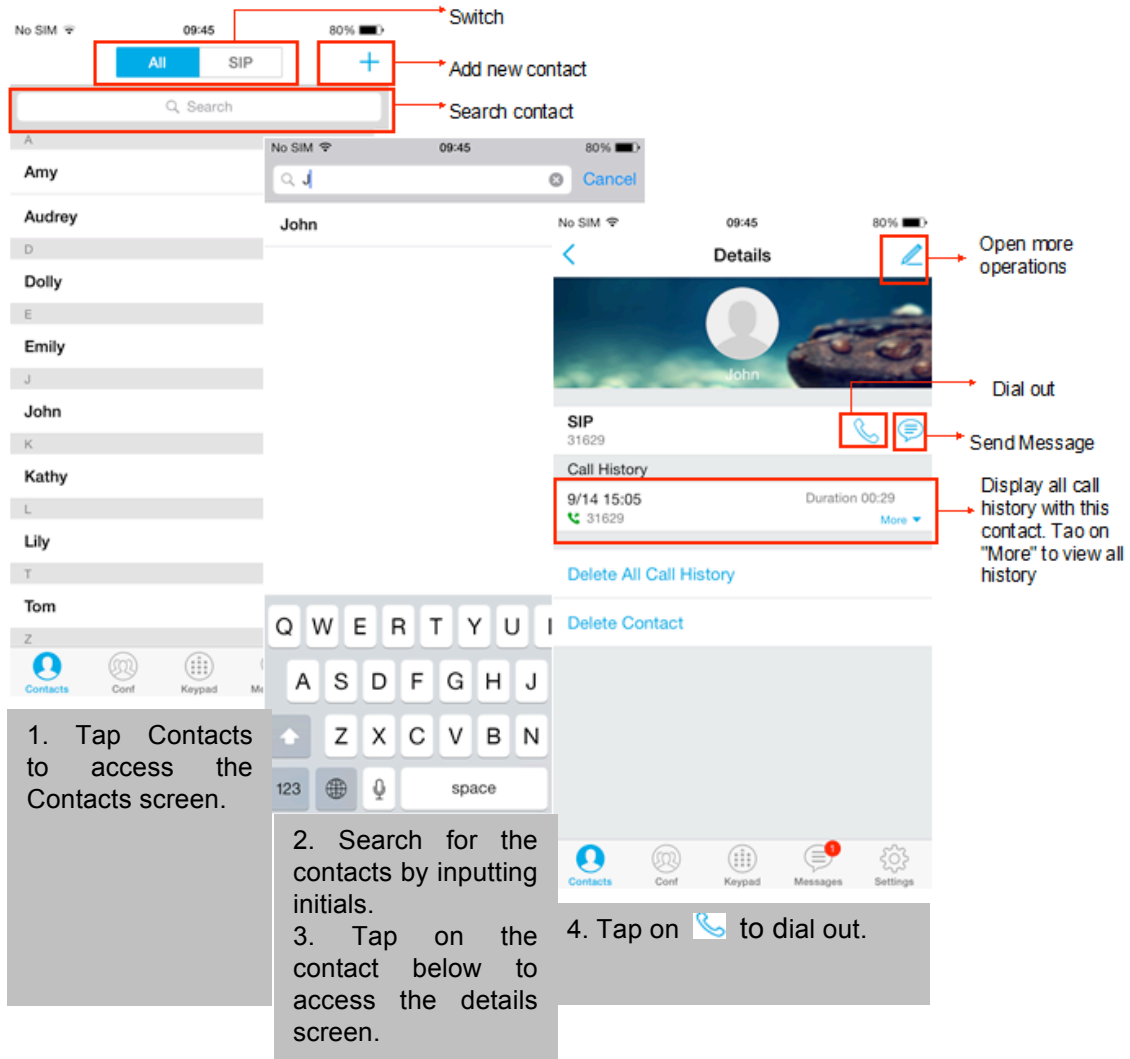 Switch
No SIM 09:45 80%
All SIP +
Add new contact
Search
Search contact
A
Amy
Audrey
D
Dolly
E
Emily
J
John
K
Kathy
L
Lily
T
Tom
Z
Contacts Conf Keypad
1. Tap Contacts
to access the
Contacts screen.
No SIM 09:45 80%
J Cancel
John
Q W E R T Y U I
A S D F G H J
Z X C V B N
123 space
2. Search for the
contacts by inputting
initials.
3. Tap on the
contact below to
access the details
screen.
No SIM 09:45 80%
Details
Open more
operations
John
Dial out
SIP
31629
Send Message
Call History
9/14 15:05 Duration 00:29
31629 More
Display all call
history with this
contact. Tao on
"More" to view all
history
Delete All Call History
Delete Contact
1
Contacts Conf Keypad Messages Settings
4. Tap on to dial out.